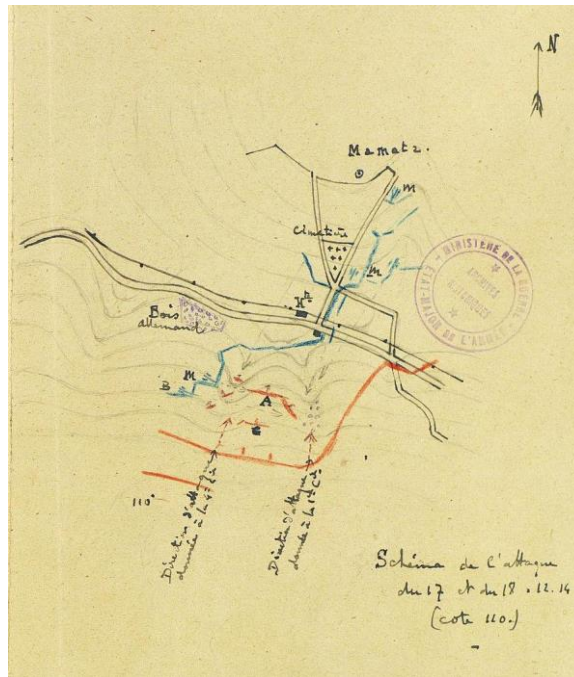 N
Mametz.
m
Cimetière
M
H^t
MINISTÈRE DE LA GUERRE
ÉTAT-MAJOR DE L'ARMÉE
ARCHIVES
HISTORIQUES
Bois
allemand
M
B
A
110
Direction d'attaque
donnée à la 4e Cie
Direction d'attaque
donnée à la 1e Cie
Schéma de l'attaque
du 17 et du 18.12.14
(cote 110.)